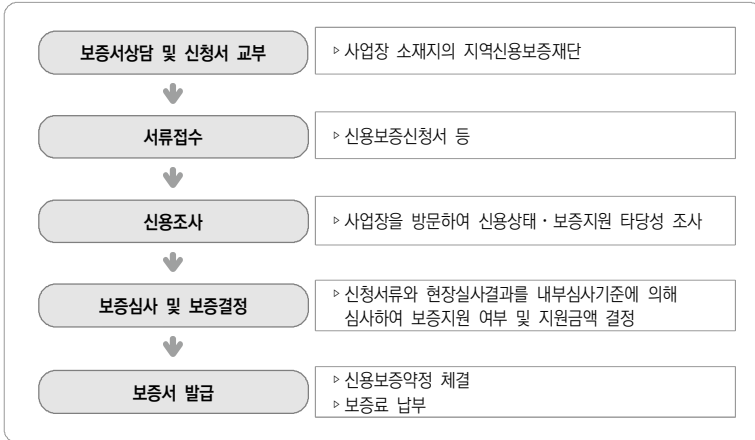 보증서상담 및 신청서 교부
▹사업장 소재지의 지역신용보증재단
서류접수
▹신용보증신청서 등
신용조사
▹사업장을 방문하여 신용상태·보증지원 타당성 조사
보증심사 및 보증결정
▹신청서류와 현장실사결과를 내부심사기준에 의해
심사하여 보증지원 여부 및 지원금액 결정
보증서 발급
▹신용보증약정 체결
▹보증료 납부